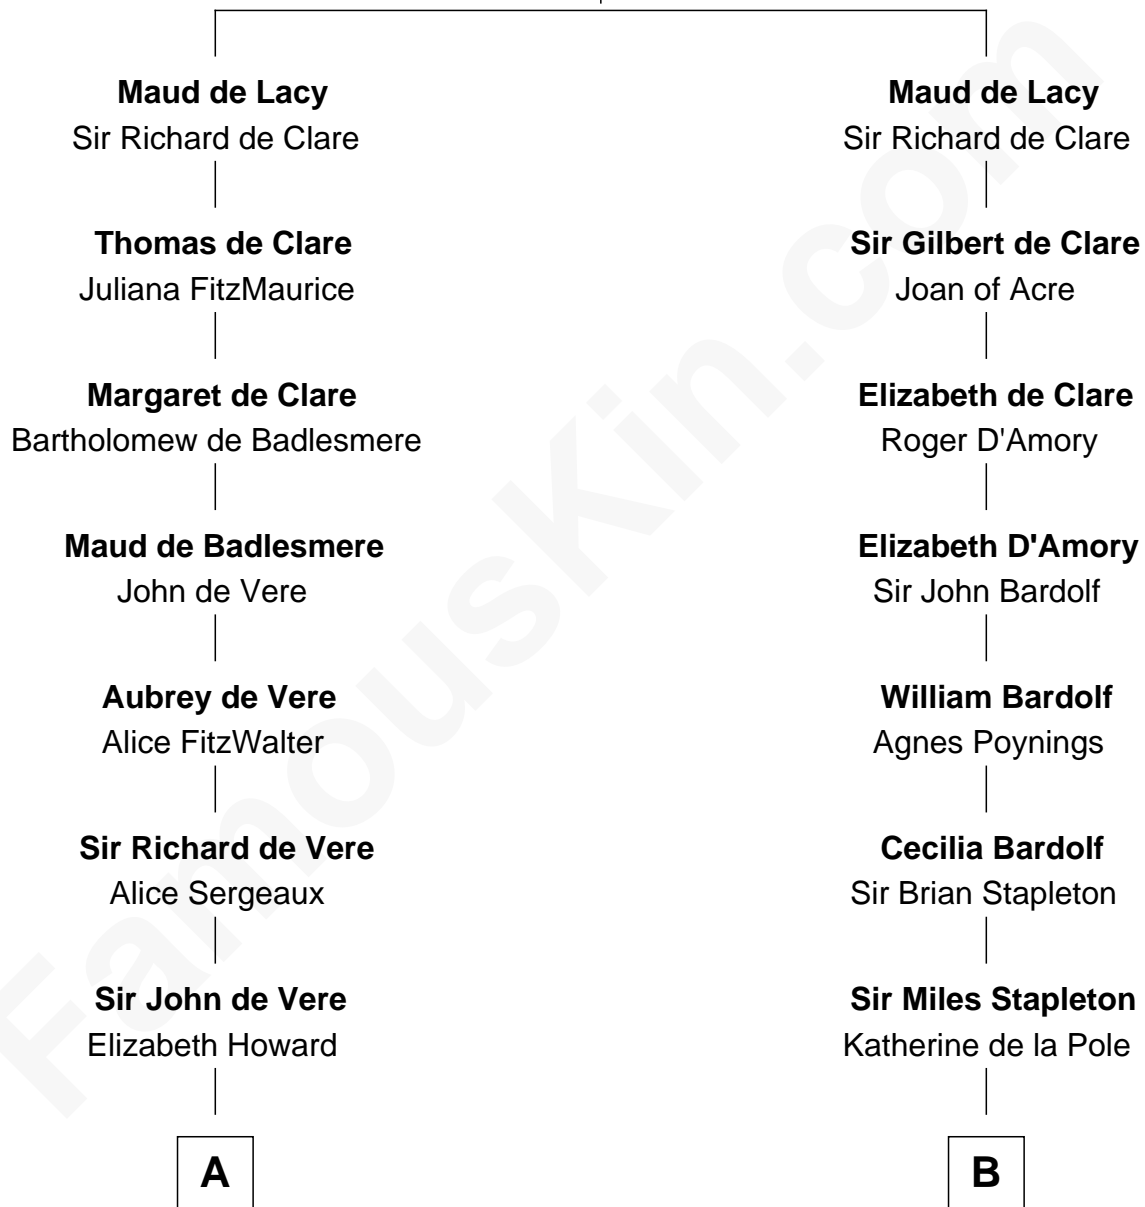 Maud de Lacy
Sir Richard de Clare
Thomas de Clare
Juliana FitzMaurice
Margaret de Clare
Bartholomew de Badlesmere
Maud de Badlesmere
John de Vere
Aubrey de Vere
Alice FitzWalter
Sir Richard de Vere
Alice Sergeaux
Sir John de Vere
Elizabeth Howard
A
Maud de Lacy
Sir Richard de Clare
Sir Gilbert de Clare
Joan of Acre
Elizabeth de Clare
Roger D'Amory
Elizabeth D'Amory
Sir John Bardolf
William Bardolf
Agnes Poynings
Cecilia Bardolf
Sir Brian Stapleton
Sir Miles Stapleton
Katherine de la Pole
B
FamousKin.com